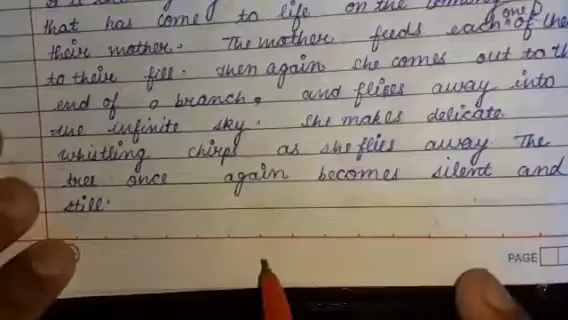 that has come to life on the
their mother. The mother feeds each one of the
to their fill. then again she comes out to th
end of a branch, and flies away into
the infinite sky. She makes delicate
whistling chirps as she flies away. The
tree once again becomes silent and
still.
PAGE